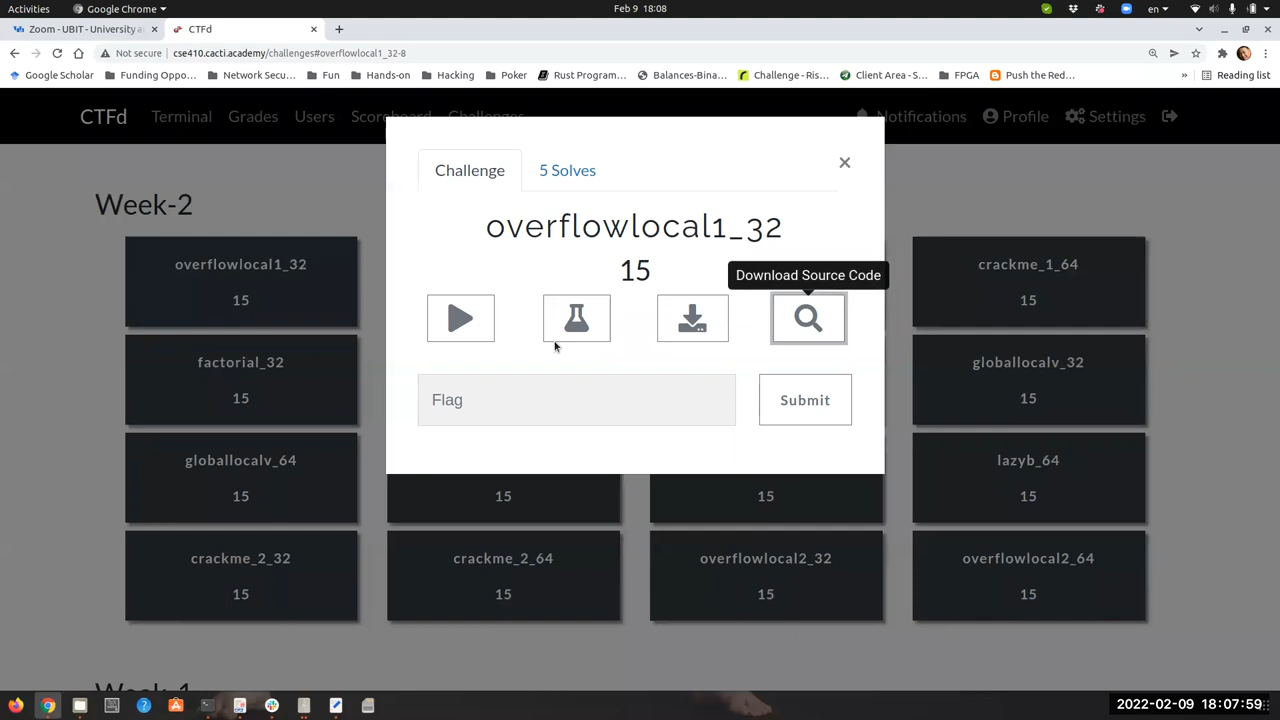 Activities
Google Chrome
Feb 9 18:08
en
Zoom - UBIT - University a
CTFd
Not secure
cse410.cacti.academy/challenges#overflowlocal1_32-8
Google Scholar
Funding Oppo...
Network Secu...
Fun
Hands-on
Hacking
Poker
Rust Program...
Balances-Bina...
Challenge - Ris...
Client Area - S...
FPGA
Push the Red...
»
Reading list
CTFd
Terminal
Grades
Users
Scoreboard
Challenges
Notifications
Profile
Settings
Challenge
5 Solves
×
overflowlocal1_32
15
Download Source Code
Flag
Submit
Week-2
overflowlocal1_32
15
crackme_1_64
15
factorial_32
15
globallocalv_32
15
globallocalv_64
15
15
15
lazyb_64
15
crackme_2_32
15
crackme_2_64
15
overflowlocal2_32
15
overflowlocal2_64
15
Week-1
2022-02-09 18:07:59